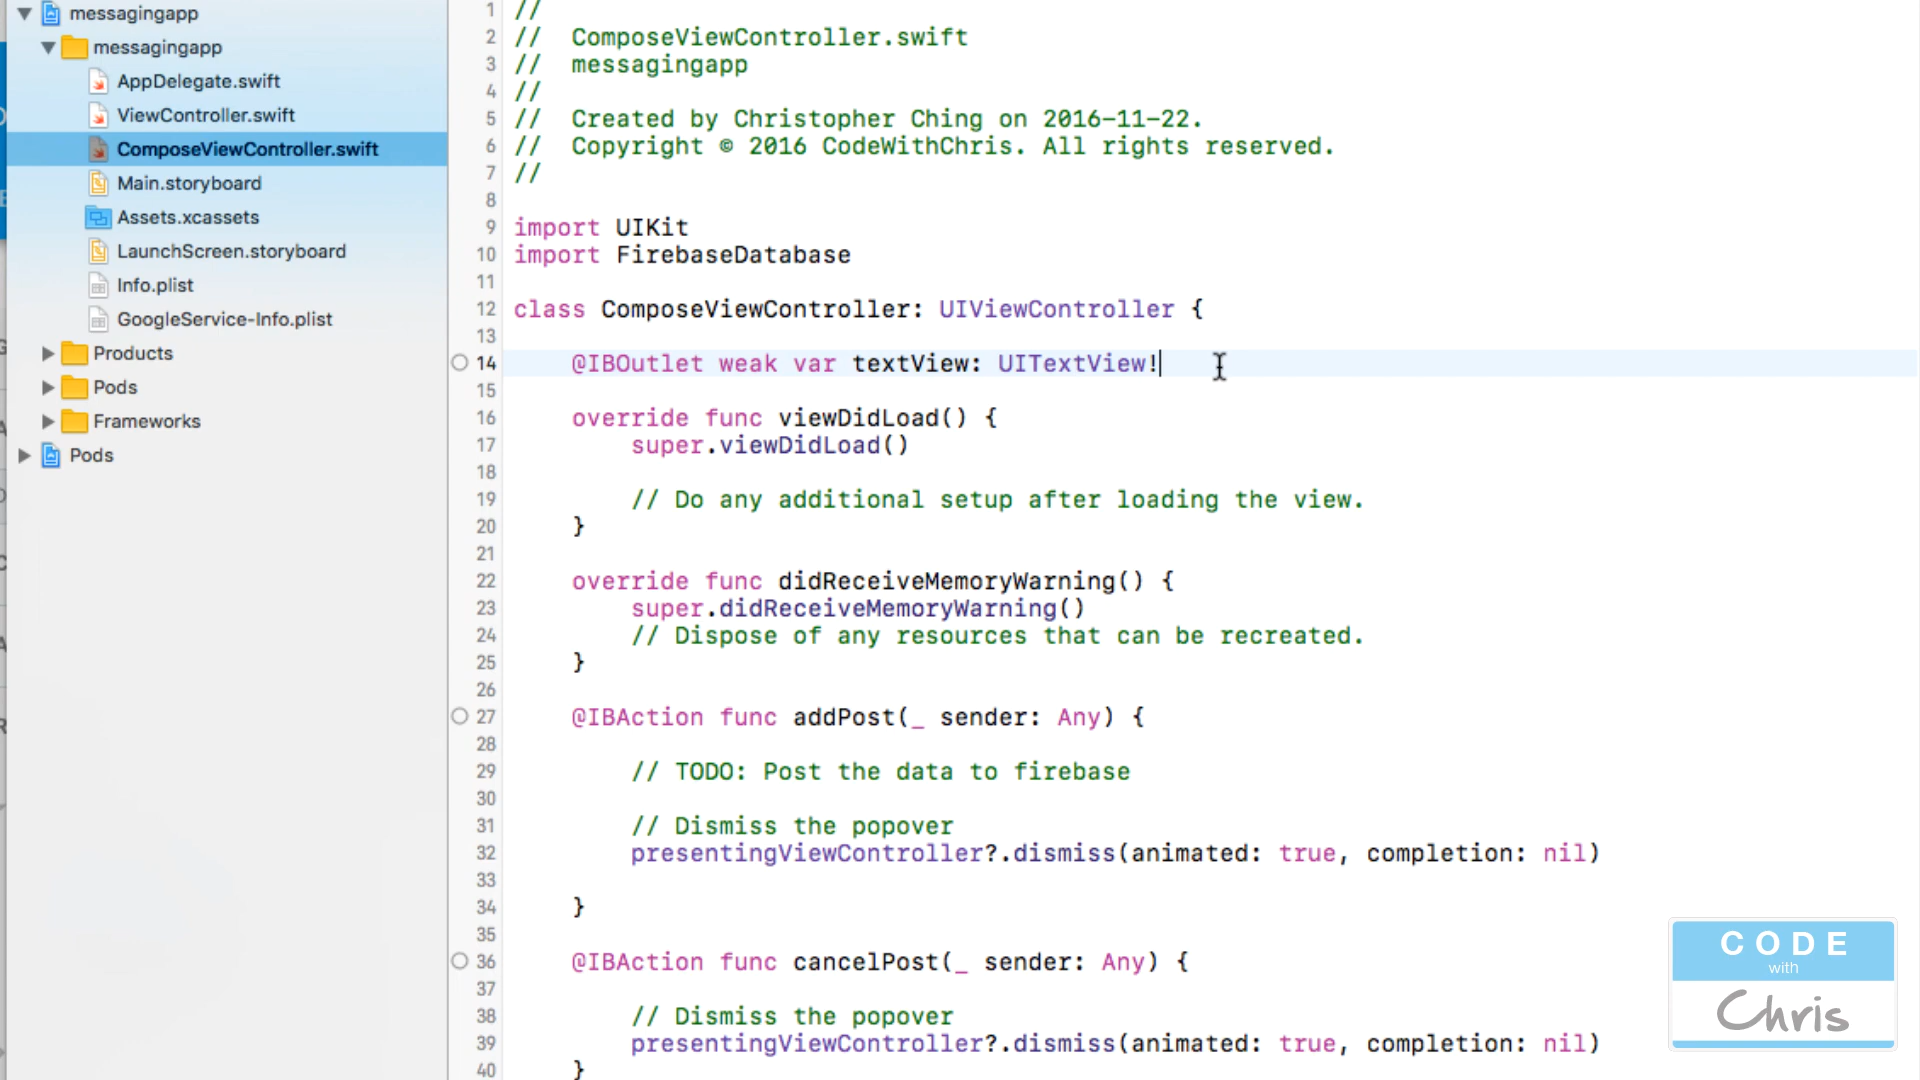 messagingapp
messagingapp
AppDelegate.swift
ViewController.swift
ComposeViewController.swift
Main.storyboard
Assets.xcassets
LaunchScreen.storyboard
Info.plist
GoogleService-Info.plist
Products
Pods
Frameworks
Pods
1 //
2 //  ComposeViewController.swift
3 //  messagingapp
4 //
5 //  Created by Christopher Ching on 2016-11-22.
6 //  Copyright © 2016 CodeWithChris. All rights reserved.
7 //
8
9 import UIKit
10 import FirebaseDatabase
11
12 class ComposeViewController: UIViewController {
13
14     @IBOutlet weak var textView: UITextView!
15
16     override func viewDidLoad() {
17         super.viewDidLoad()
18
19         // Do any additional setup after loading the view.
20     }
21
22     override func didReceiveMemoryWarning() {
23         super.didReceiveMemoryWarning()
24         // Dispose of any resources that can be recreated.
25     }
26
27     @IBAction func addPost(_ sender: Any) {
28
29         // TODO: Post the data to firebase
30
31         // Dismiss the popover
32         presentingViewController?.dismiss(animated: true, completion: nil)
33
34     }
35
36     @IBAction func cancelPost(_ sender: Any) {
37
38         // Dismiss the popover
39         presentingViewController?.dismiss(animated: true, completion: nil)
40     }
CODE
with
Chris